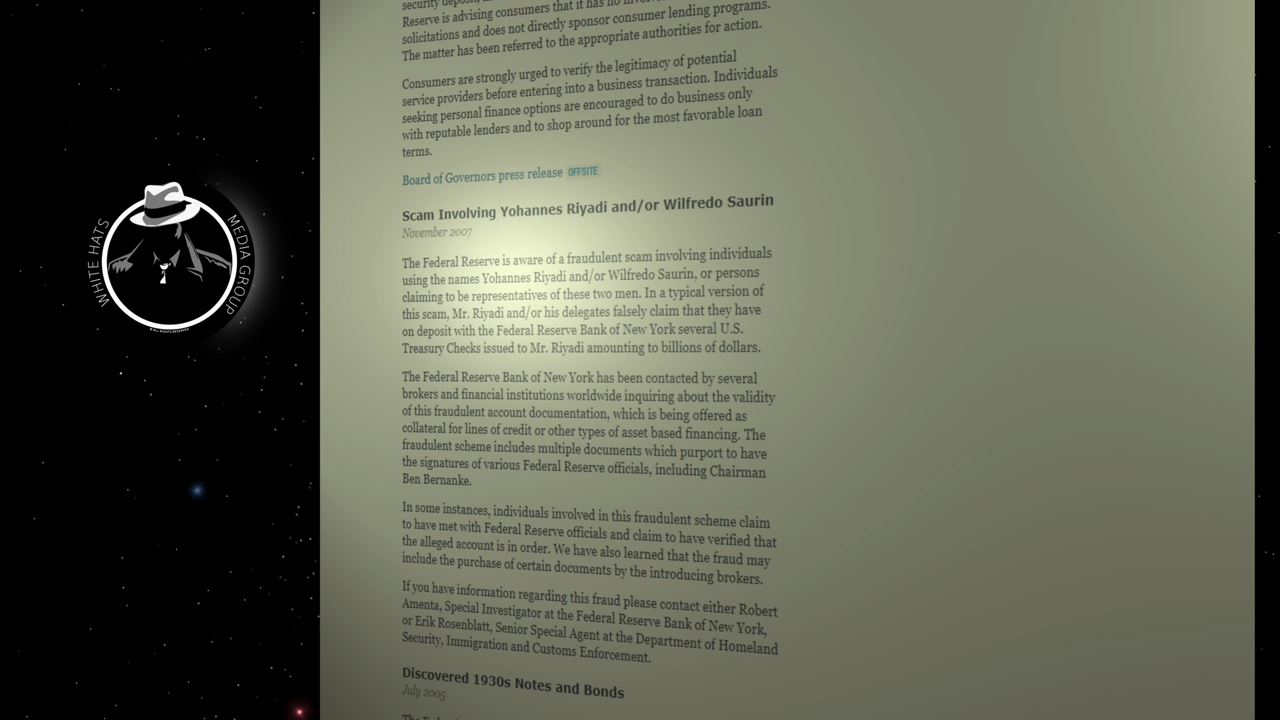 security deposit,
Reserve is advising consumers that it has no
solicitations and does not directly sponsor consumer lending programs.
The matter has been referred to the appropriate authorities for action.
Consumers are strongly urged to verify the legitimacy of potential
service providers before entering into a business transaction. Individuals
seeking personal finance options are encouraged to do business only
with reputable lenders and to shop around for the most favorable loan
terms.
Board of Governors press release OFFSITE
Scam Involving Yohannes Riyadi and/or Wilfredo Saurin
November 2007
The Federal Reserve is aware of a fraudulent scam involving individuals
using the names Yohannes Riyadi and/or Wilfredo Saurin, or persons
claiming to be representatives of these two men. In a typical version of
this scam, Mr. Riyadi and/or his delegates falsely claim that they have
on deposit with the Federal Reserve Bank of New York several U.S.
Treasury Checks issued to Mr. Riyadi amounting to billions of dollars.
The Federal Reserve Bank of New York has been contacted by several
brokers and financial institutions worldwide inquiring about the validity
of this fraudulent account documentation, which is being offered as
collateral for lines of credit or other types of asset based financing. The
fraudulent scheme includes multiple documents which purport to have
the signatures of various Federal Reserve officials, including Chairman
Ben Bernanke.
In some instances, individuals involved in this fraudulent scheme claim
to have met with Federal Reserve officials and claim to have verified that
the alleged account is in order. We have also learned that the fraud may
include the purchase of certain documents by the introducing brokers.
If you have information regarding this fraud please contact either Robert
Amenta, Special Investigator at the Federal Reserve Bank of New York,
or Erik Rosenblatt, Senior Special Agent at the Department of Homeland
Security, Immigration and Customs Enforcement.
Discovered 1930s Notes and Bonds
July 2005
WHITE HATS
MEDIA GROUP